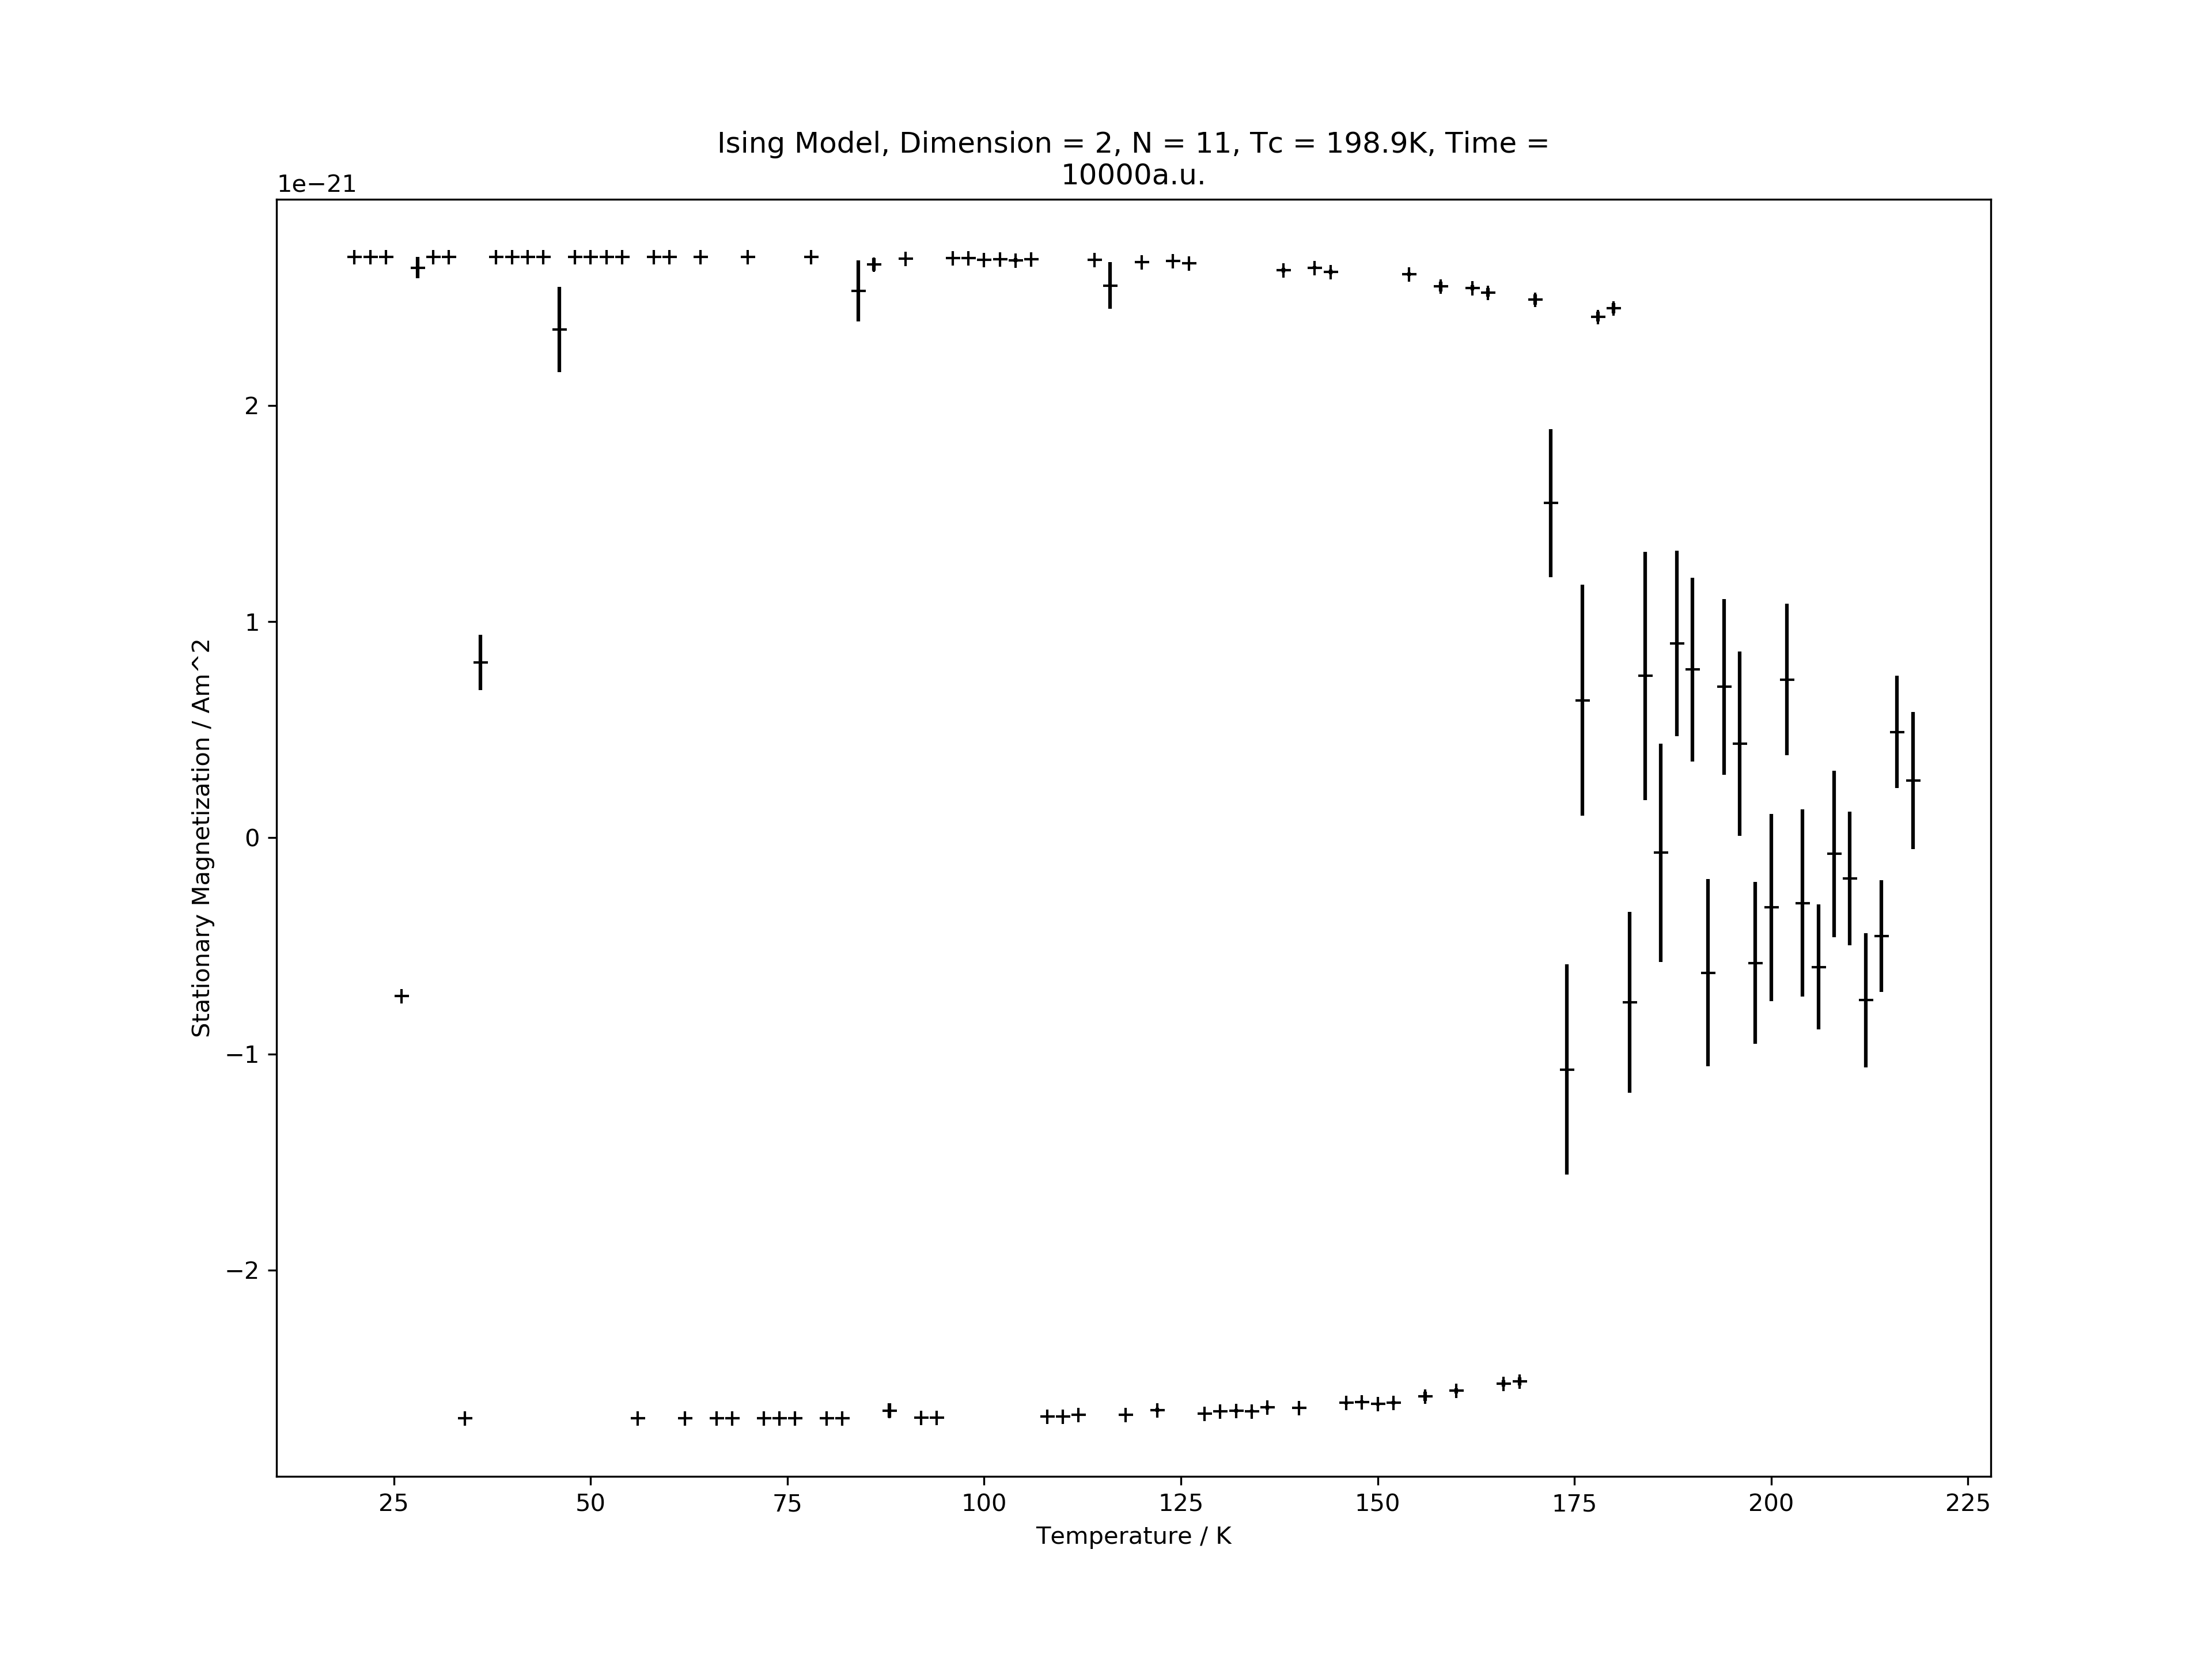 Ising Model, Dimension = 2, N = 11, Tc = 198.9K, Time =
10000a.u.
1e−21
2
1
0
−1
−2
Stationary Magnetization / Am^2
25 50 75 100 125 150 175 200 225
Temperature / K